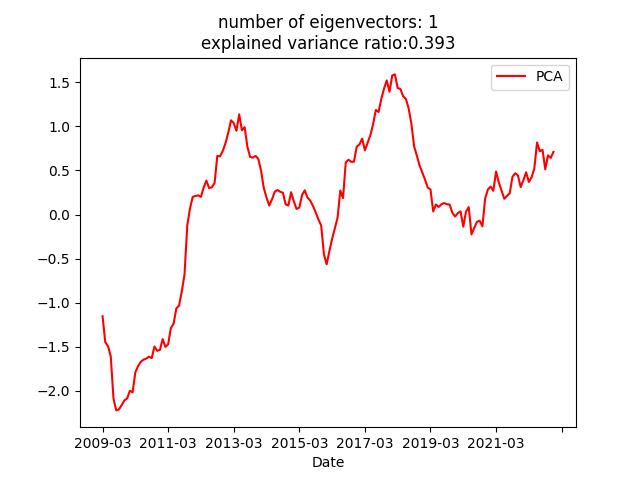 number of eigenvectors: 1
explained variance ratio:0.393
PCA
1.5
1.0
0.5
0.0
−0.5
−1.0
−1.5
−2.0
2009-03 2011-03 2013-03 2015-03 2017-03 2019-03 2021-03
Date